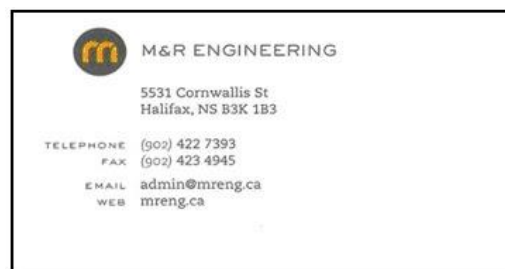 m M&R ENGINEERING
5531 Cornwallis St
Halifax, NS B3K 1B3
TELEPHONE (902) 422 7393
FAX (902) 423 4945
EMAIL admin@mreng.ca
WEB mreng.ca